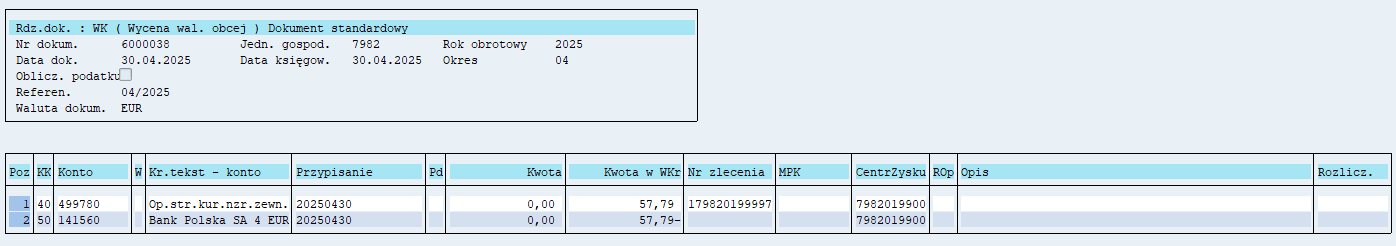 Rdz.dok. : WK ( Wycena wal. obcej ) Dokument standardowy
Nr dokum. 6000038 Jedn. gospod. 7982 Rok obrotowy 2025
Data dok. 30.04.2025 Data księgow. 30.04.2025 Okres 04
Oblicz. podatku
Referen. 04/2025
Waluta dokum. EUR
Poz KK Konto W Kr.tekst - konto Przypisanie Pd Kwota Kwota w WKr Nr zlecenia MPK CentrZysku ROp Opis Rozlicz.
1 40 499780 Op.str.kur.nzr.zewn. 20250430 0,00 57,79 179820199997 7982019900
2 50 141560 Bank Polska SA 4 EUR 20250430 0,00 57,79- 7982019900